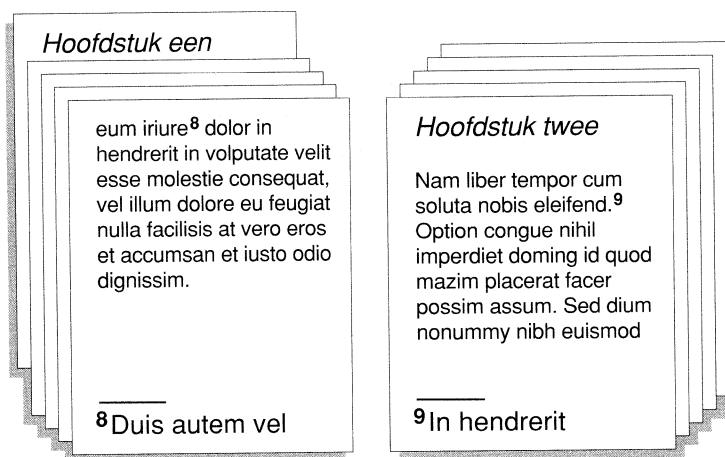 Hoofdstuk een
eum iriure8 dolor in
hendrerit in volputate velit
esse molestie consequat,
vel illum dolore eu feugiat
nulla facilisis at vero eros
et accumsan et iusto odio
dignissim.
8Duis autem vel
Hoofdstuk twee
Nam liber tempor cum
soluta nobis eleifend.9
Option congue nihil
imperdiet doming id quod
mazim placerat facer
possim assum. Sed dium
nonummy nibh euismod
9In hendrerit